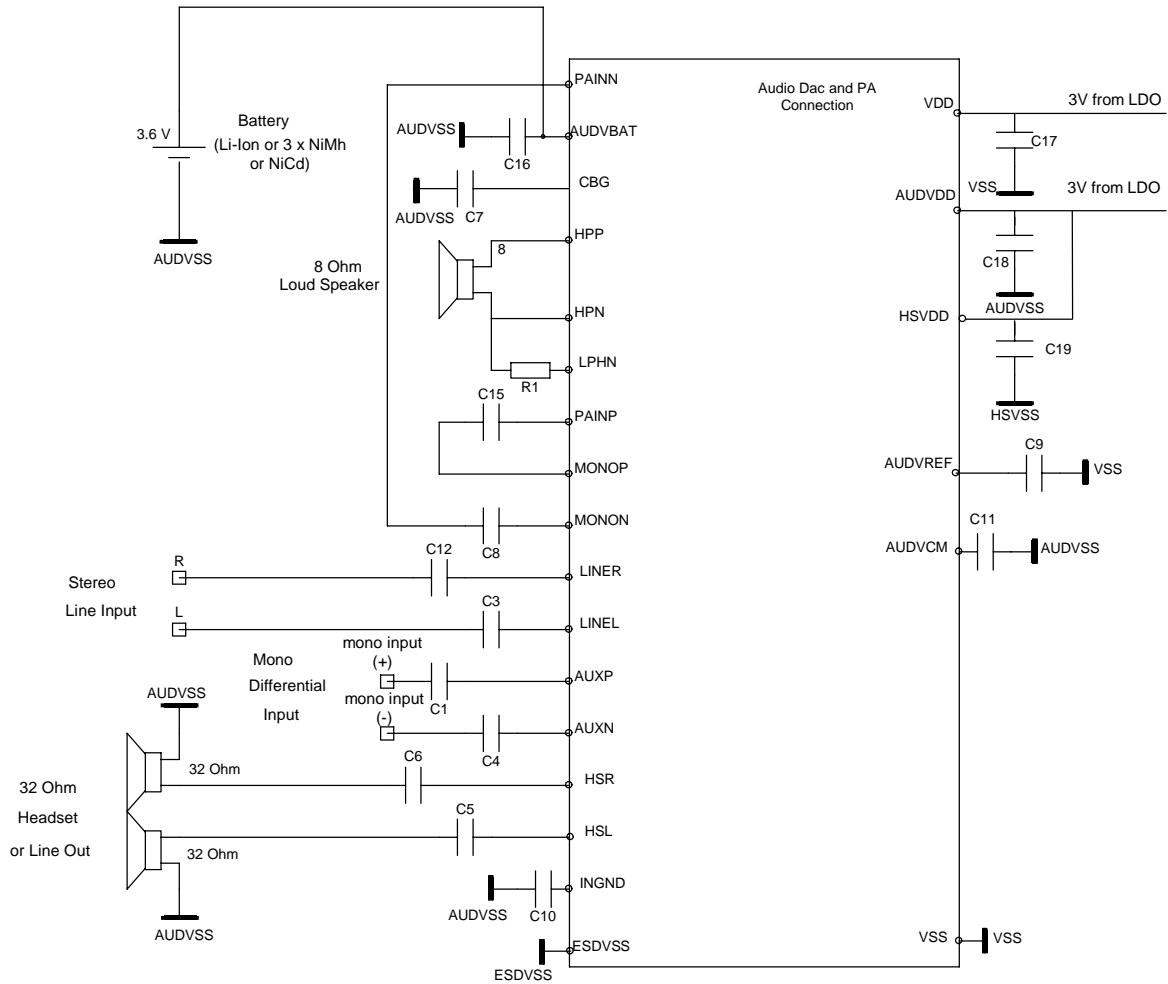 PAINN
Audio Dac and PA
Connection
VDD
3V from LDO
3.6 V
Battery
(Li-Ion or 3 x NiMh
or NiCd)
AUDVSS
AUDVBAT
C16
C17
CBG
VSS
3V from LDO
AUDVSS
C7
AUDVDD
AUDVSS
HPP
8
C18
8 Ohm
Loud Speaker
AUDVSS
HPN
HSVDD
C19
LPHN
R1
C15
PAINP
HSVSS
C9
AUDVREF
VSS
MONOP
C11
MONON
C8
AUDVCM
AUDVSS
C12
R
LINER
Stereo
Line Input
C3
L
LINEL
mono input
(+)
Mono
Differential
Input
AUXP
C1
AUDVSS
mono input
(-)
AUXN
C4
C6
32 Ohm
HSR
32 Ohm
Headset
or Line Out
C5
HSL
32 Ohm
INGND
AUDVSS
C10
AUDVSS
ESDVSS
ESDVSS
VSS
VSS